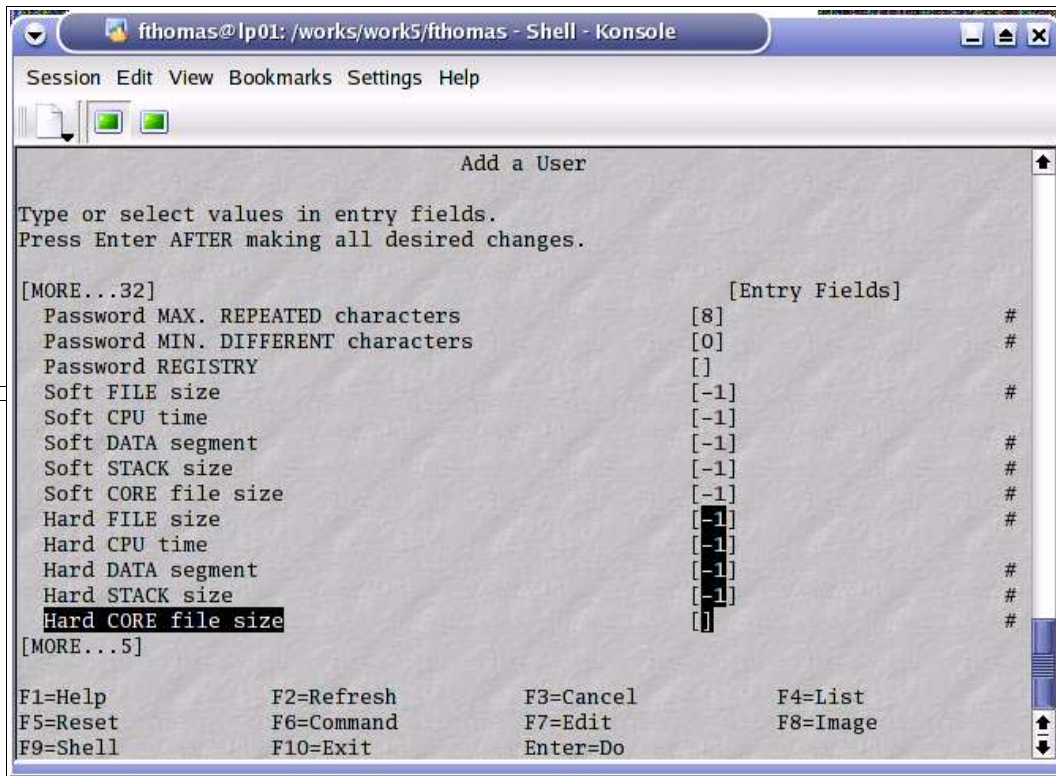 fthomas@lp01: /works/work5/fthomas - Shell - Konsole
Session Edit View Bookmarks Settings Help
Add a User
Type or select values in entry fields.
Press Enter AFTER making all desired changes.
[MORE...32] [Entry Fields]
Password MAX. REPEATED characters [8] #
Password MIN. DIFFERENT characters [0] #
Password REGISTRY []
Soft FILE size [-1] #
Soft CPU time [-1]
Soft DATA segment [-1] #
Soft STACK size [-1] #
Soft CORE file size [-1] #
Hard FILE size [-1] #
Hard CPU time [-1]
Hard DATA segment [-1] #
Hard STACK size [-1] #
Hard CORE file size [] #
[MORE...5]
F1=Help F2=Refresh F3=Cancel F4=List
F5=Reset F6=Command F7=Edit F8=Image
F9=Shell F10=Exit Enter=Do